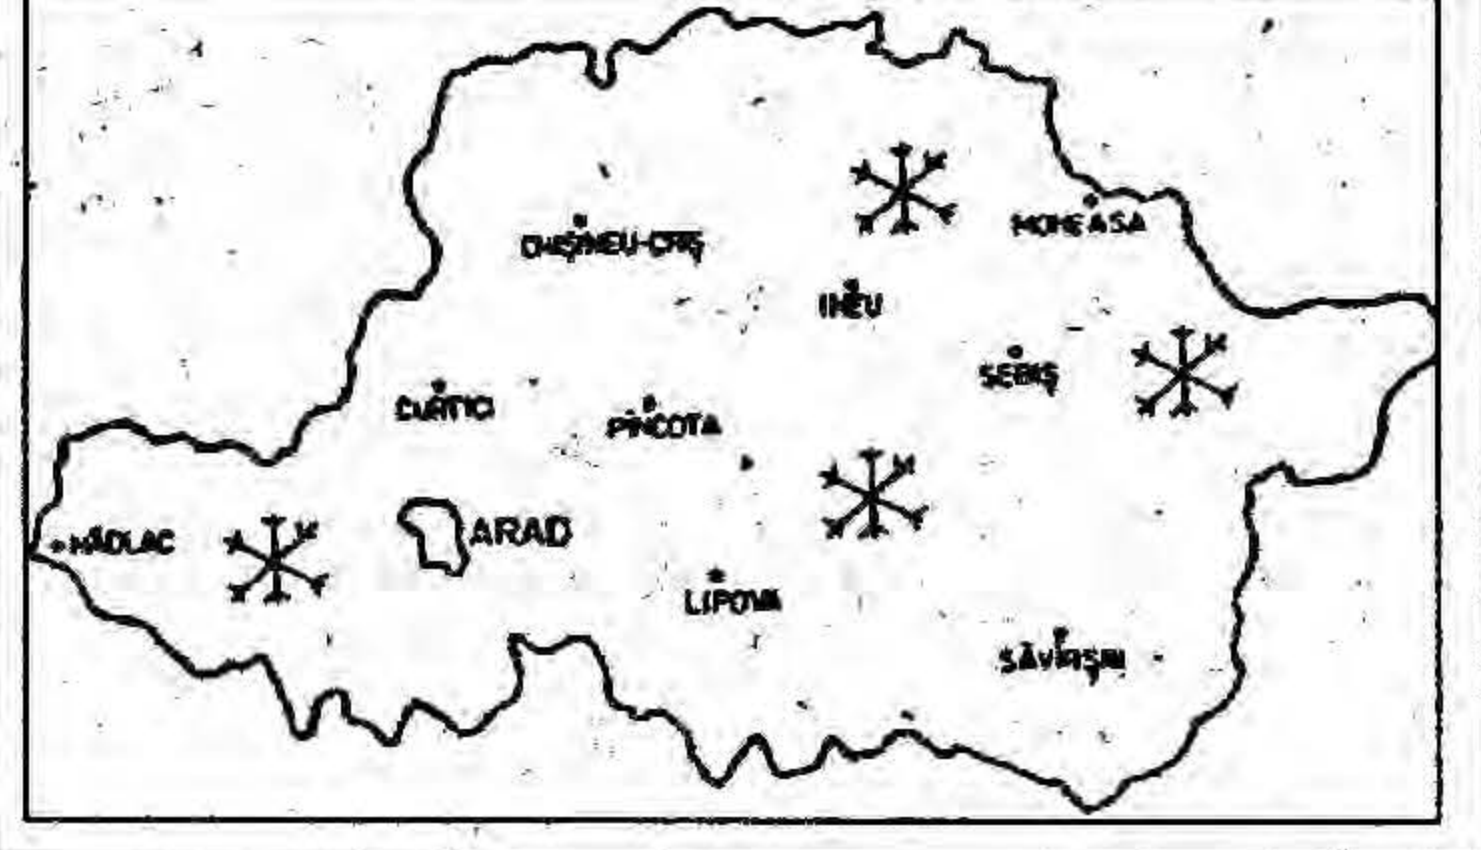 MONEASA
CHIȘINEU-CRIȘ
INEU
SEBIȘ
CURTICI
PÎNCOTA
ARAD
NĂDLAC
LIPOVA
SĂVÎRȘIN